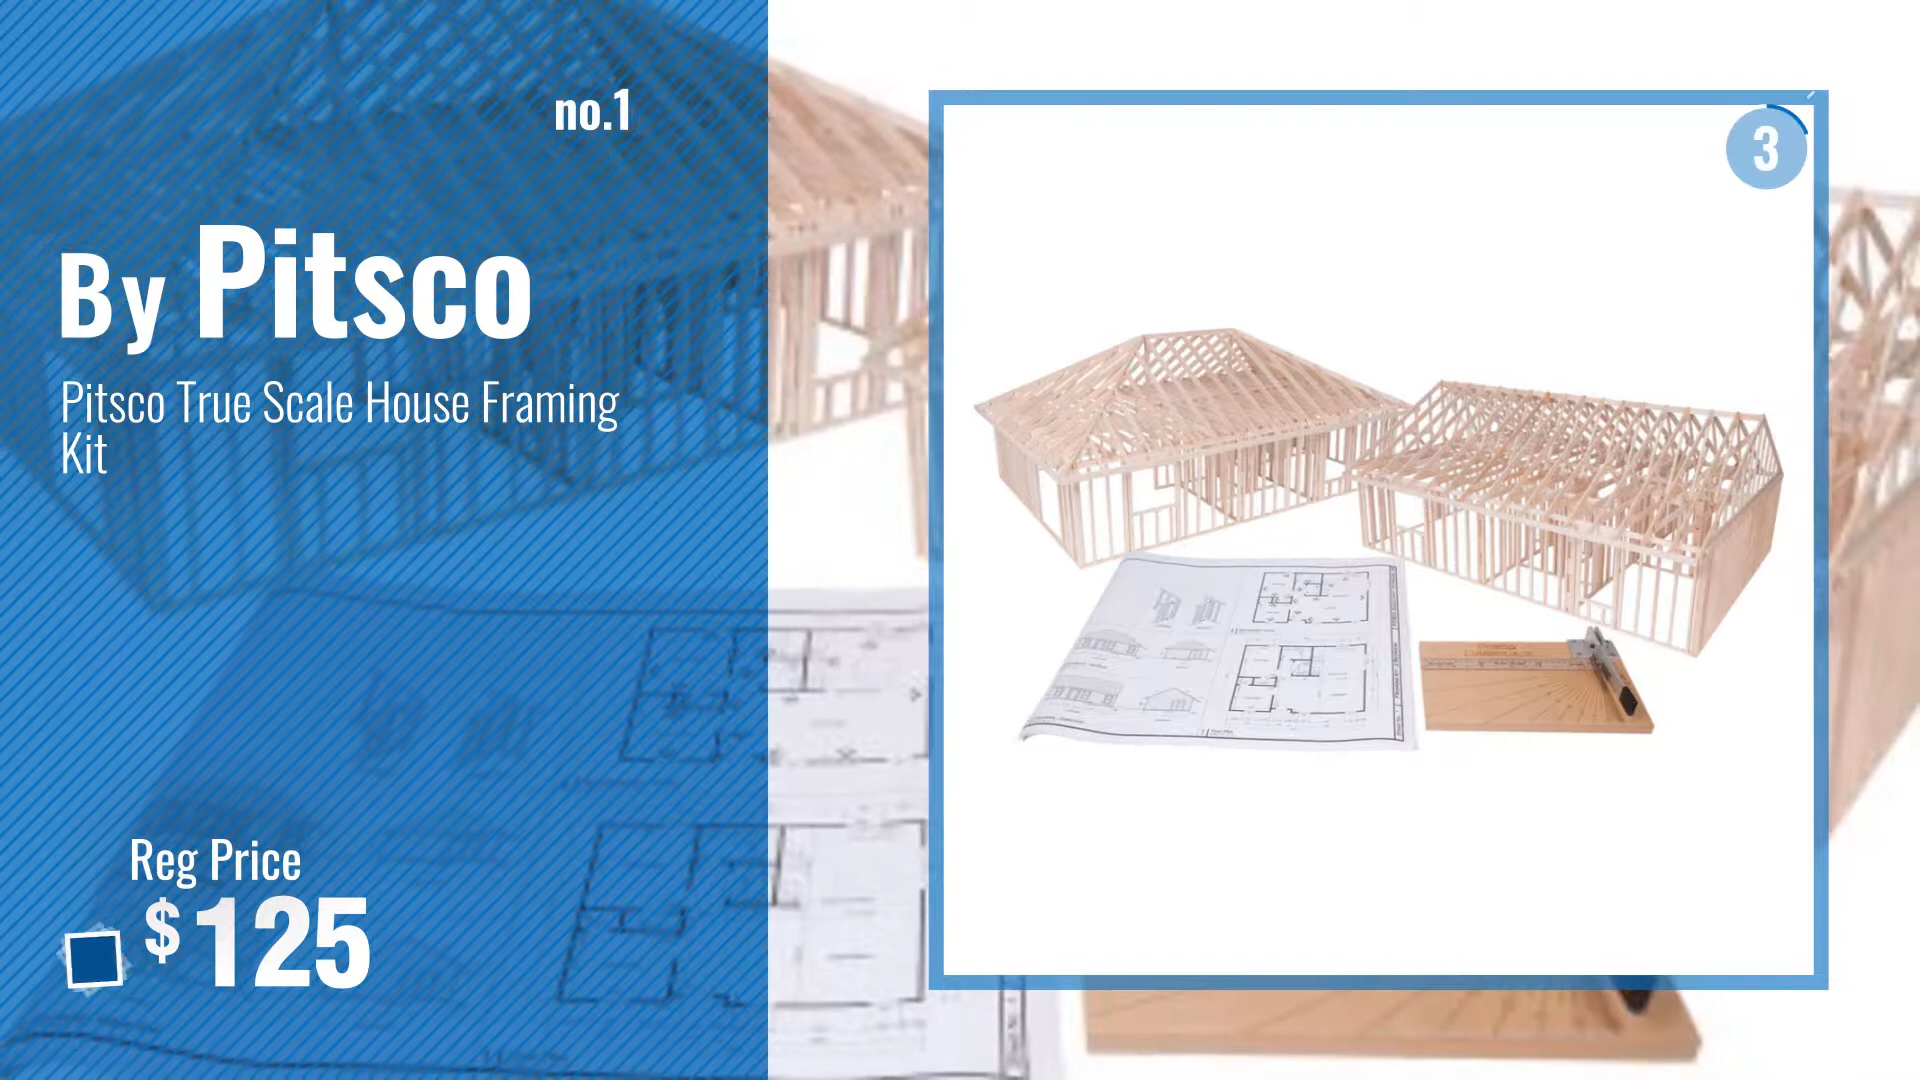 no.1
By Pitsco
Pitsco True Scale House Framing
Kit
Reg Price
$125
3